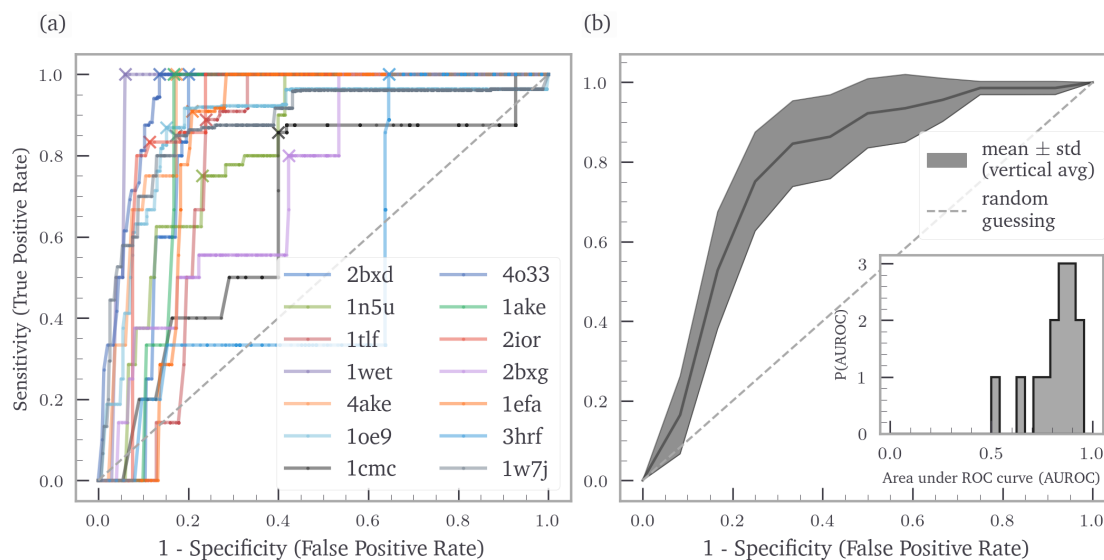 (a)
(b)
Sensitivity (True Positive Rate)
1.0
0.8
0.6
0.4
0.2
0.0
0.0
0.2
0.4
0.6
0.8
1.0
1 - Specificity (False Positive Rate)
2bxd
1n5u
1tlf
1wet
4ake
1oe9
1cmc
4o33
1ake
2ior
2bxg
1efa
3hrf
1w7j
1.0
0.8
0.6
0.4
0.2
0.0
0.0
0.2
0.4
0.6
0.8
1.0
1 - Specificity (False Positive Rate)
mean ± std
(vertical avg)
random
guessing
P(AUROC)
3
2
1
0
0.0
0.5
1.0
Area under ROC curve (AUROC)